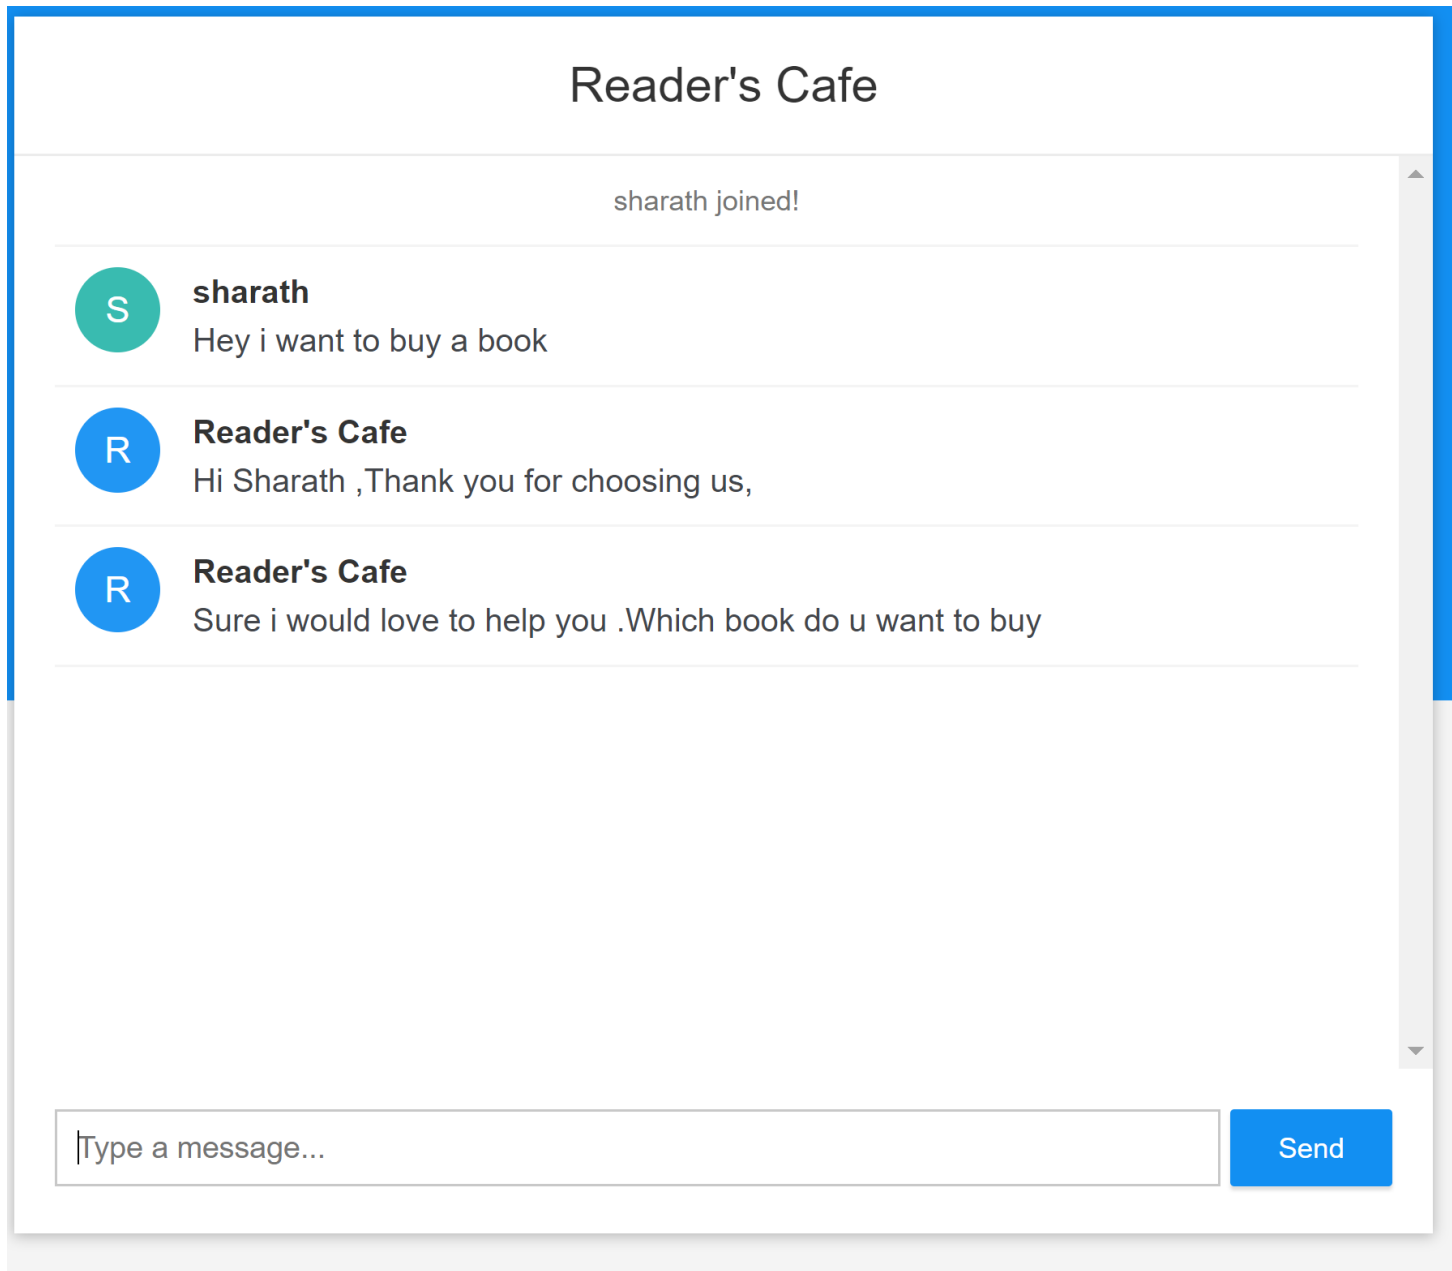 Reader's Cafe
sharath joined!
S
sharath
Hey i want to buy a book
R
Reader's Cafe
Hi Sharath ,Thank you for choosing us,
R
Reader's Cafe
Sure i would love to help you .Which book do u want to buy
Type a message...
Send